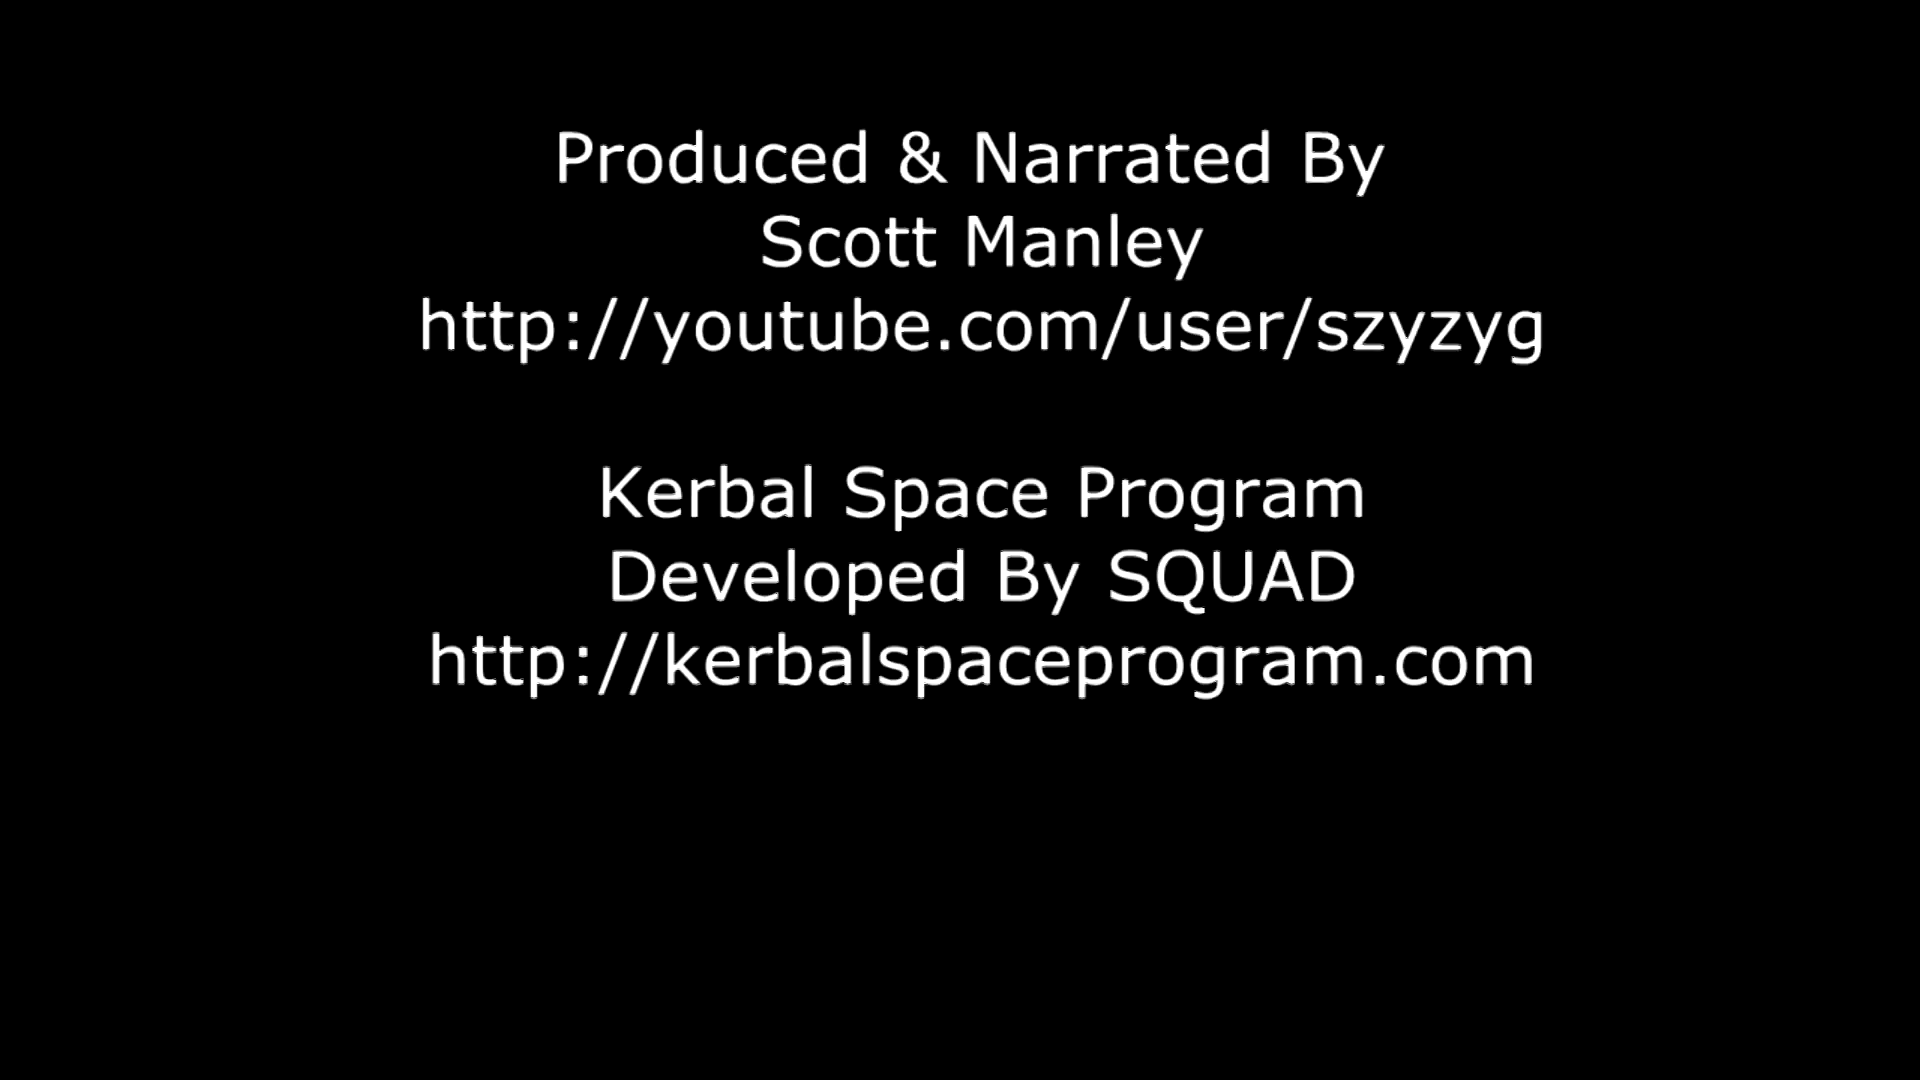 Produced & Narrated By
Scott Manley
http://youtube.com/user/szyzyg
Kerbal Space Program
Developed By SQUAD
http://kerbalspaceprogram.com